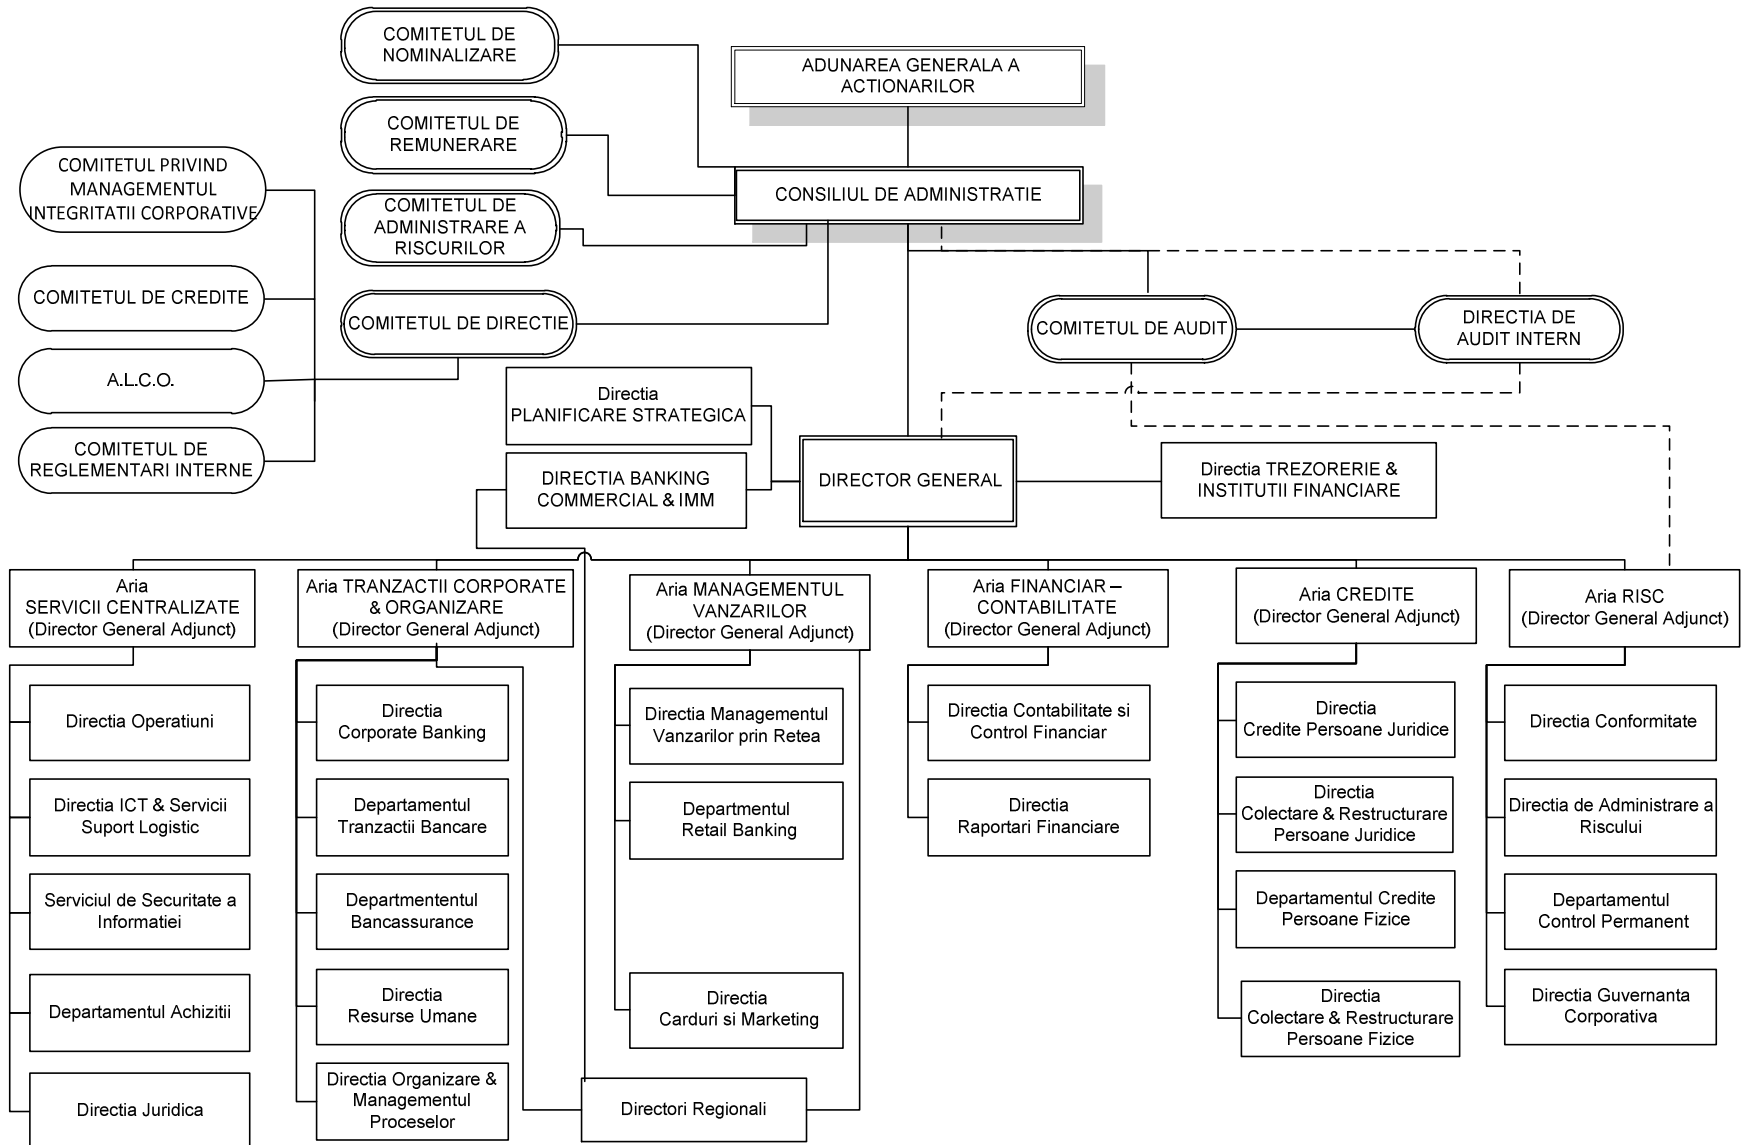 COMITETUL DE
NOMINALIZARE
ADUNAREA GENERALA A
ACTIONARILOR
COMITETUL DE
REMUNERARE
COMITETUL PRIVIND
MANAGEMENTUL
INTEGRITATII CORPORATIVE
CONSILIUL DE ADMINISTRATIE
COMITETUL DE
ADMINISTRARE A
RISCURILOR
COMITETUL DE CREDITE
COMITETUL DE DIRECTIE
COMITETUL DE AUDIT
DIRECTIA DE
AUDIT INTERN
A.L.C.O.
Directia
PLANIFICARE STRATEGICA
COMITETUL DE
REGLEMENTARI INTERNE
DIRECTIA BANKING
COMMERCIAL & IMM
DIRECTOR GENERAL
Directia TREZORERIE &
INSTITUTII FINANCIARE
Aria
SERVICII CENTRALIZATE
(Director General Adjunct)
Aria TRANZACTII CORPORATE
& ORGANIZARE
(Director General Adjunct)
Aria MANAGEMENTUL
VANZARILOR
(Director General Adjunct)
Aria FINANCIAR –
CONTABILITATE
(Director General Adjunct)
Aria CREDITE
(Director General Adjunct)
Aria RISC
(Director General Adjunct)
Directia Operatiuni
Directia
Corporate Banking
Directia Managementul
Vanzarilor prin Retea
Directia Contabilitate si
Control Financiar
Directia
Credite Persoane Juridice
Directia Conformitate
Directia ICT & Servicii
Suport Logistic
Departamentul
Tranzactii Bancare
Departmentul
Retail Banking
Directia
Raportari Financiare
Directia
Colectare & Restructurare
Persoane Juridice
Directia de Administrare a
Riscului
Serviciul de Securitate a
Informatiei
Departmententul
Bancassurance
Departamentul Credite
Persoane Fizice
Departamentul
Control Permanent
Departamentul Achizitii
Directia
Resurse Umane
Directia
Carduri si Marketing
Directia
Colectare & Restructurare
Persoane Fizice
Directia Guvernanta
Corporativa
Directia Juridica
Directia Organizare &
Managementul
Proceselor
Directori Regionali